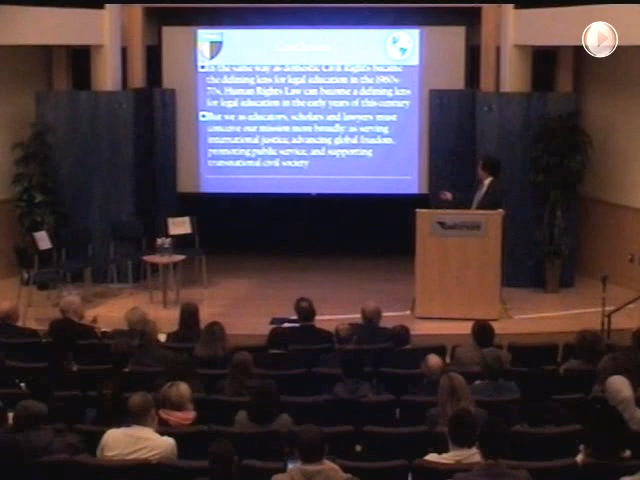 Conclusion
In the same way as domestic Civil Rights became
the defining lens for legal education in the 1960's-
70's, Human Rights Law can become a defining lens
for legal education in the early years of this century
But we as educators, scholars and lawyers must
conceive our mission more broadly: as serving
international justice, advancing global freedom,
promoting public service, and supporting
transnational civil society